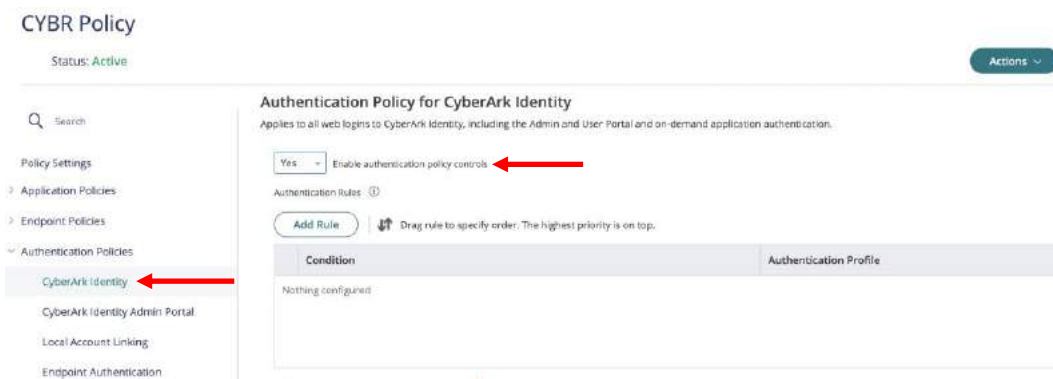 CYBR Policy
Status: Active
Actions
Search
Policy Settings
Application Policies
Endpoint Policies
Authentication Policies
CyberArk Identity
CyberArk Identity Admin Portal
Local Account Linking
Endpoint Authentication
Authentication Policy for CyberArk Identity
Applies to all web logins to CyberArk Identity, including the Admin and User Portal and on-demand application authentication.
Yes Enable authentication policy controls
Authentication Rules
Add Rule Drag rule to specify order. The highest priority is on top.
Condition Authentication Profile
Nothing configured